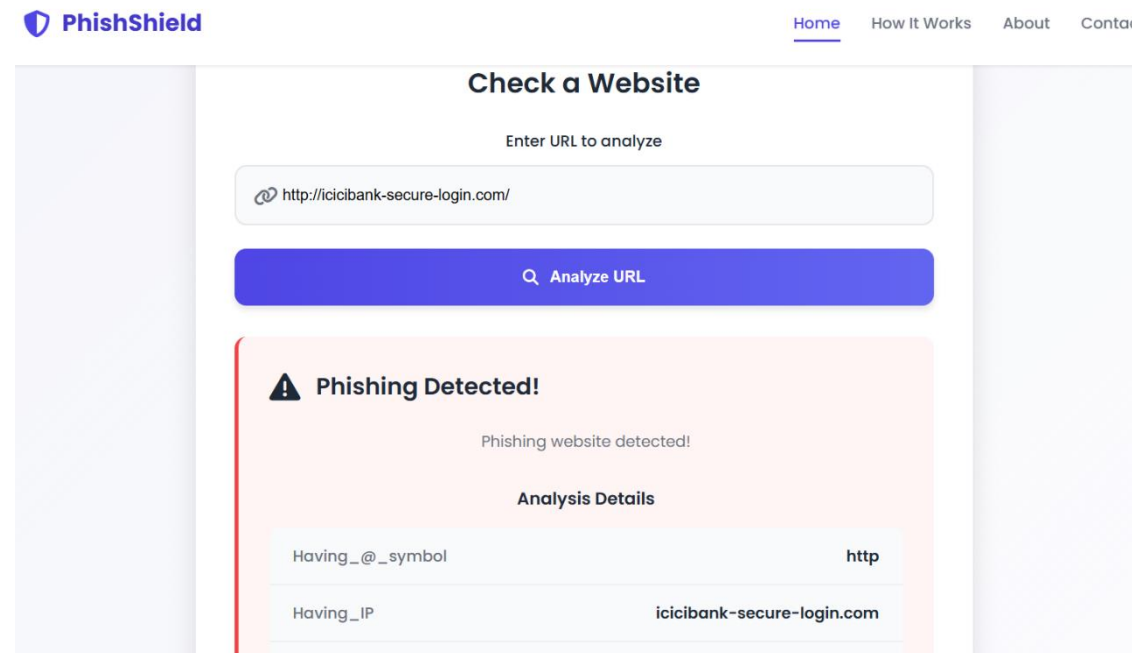 PhishShield
Home How It Works About
Check a Website
Enter URL to analyze
http://icicibank-secure-login.com/
Analyze URL
Phishing Detected!
Phishing website detected!
Analysis Details
Having_@_symbol http
Having_IP icicibank-secure-login.com